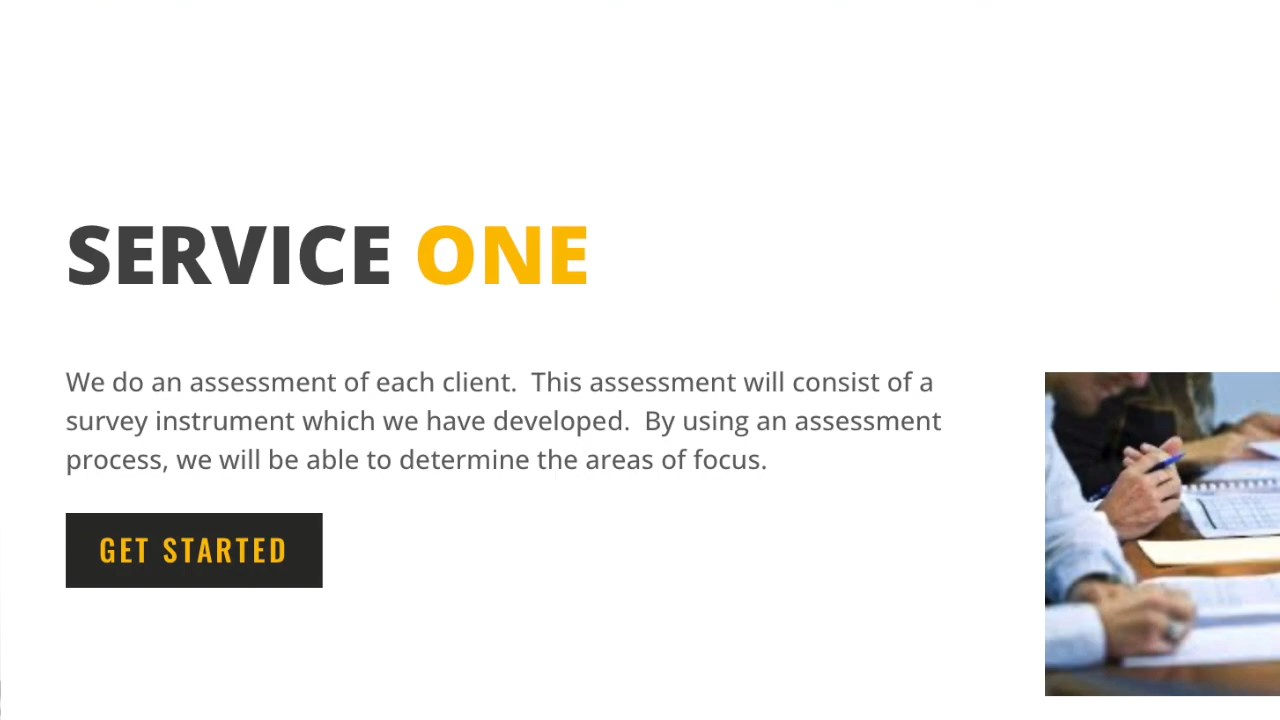 SERVICE ONE
We do an assessment of each client.  This assessment will consist of a
survey instrument which we have developed.  By using an assessment
process, we will be able to determine the areas of focus.
GET STARTED